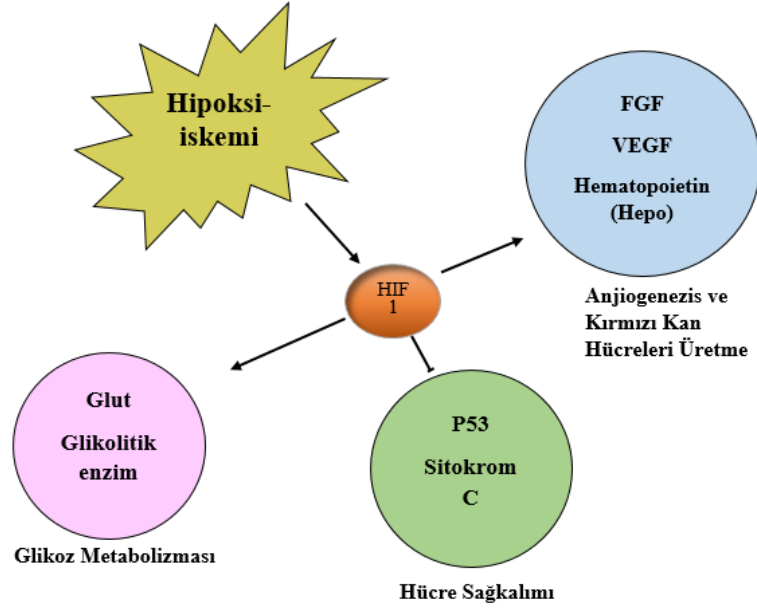 Hipoksi-
iskemi
FGF
VEGF
Hematopoietin
(Hepo)
HIF
1
Anjiogenezis ve
Kırmızı Kan
Hücreleri Üretme
Glut
Glikolitik
enzim
P53
Sitokrom
C
Glikoz Metabolizması
Hücre Sağkalımı